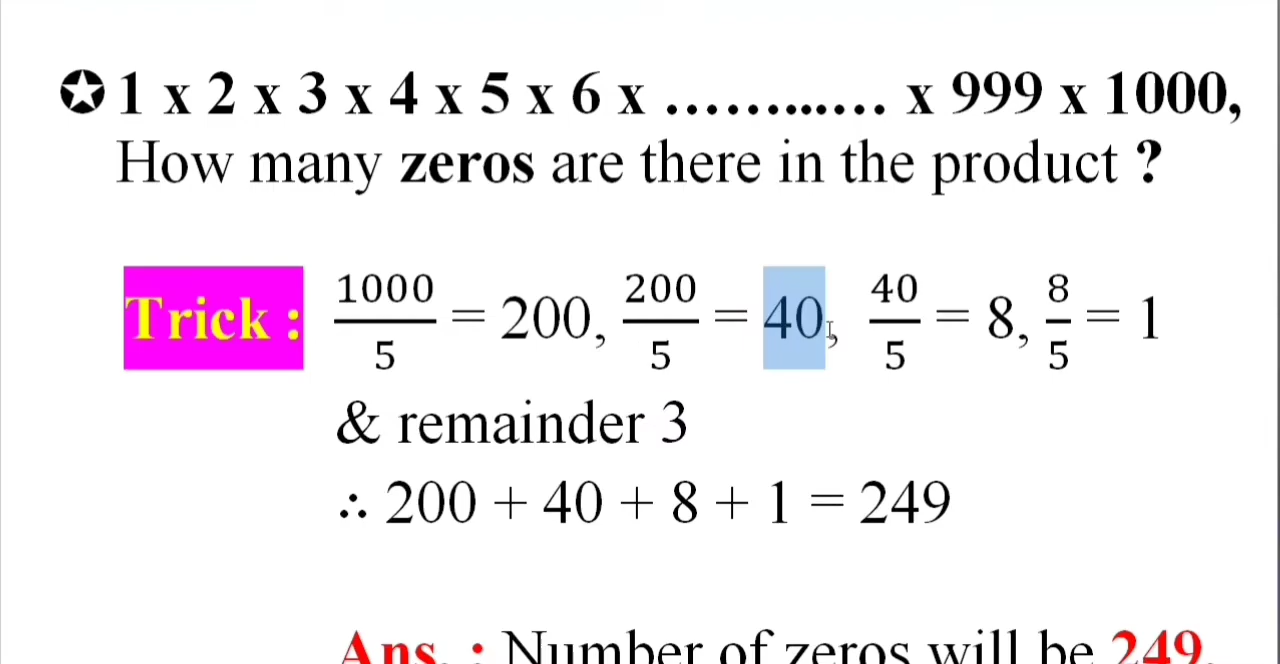 ✪ 1 x 2 x 3 x 4 x 5 x 6 x ………… x 999 x 1000,
How many zeros are there in the product ?
Trick : 1000/5 = 200, 200/5 = 40, 40/5 = 8, 8/5 = 1
& remainder 3
∴ 200 + 40 + 8 + 1 = 249
Ans. : Number of zeros will be 249.